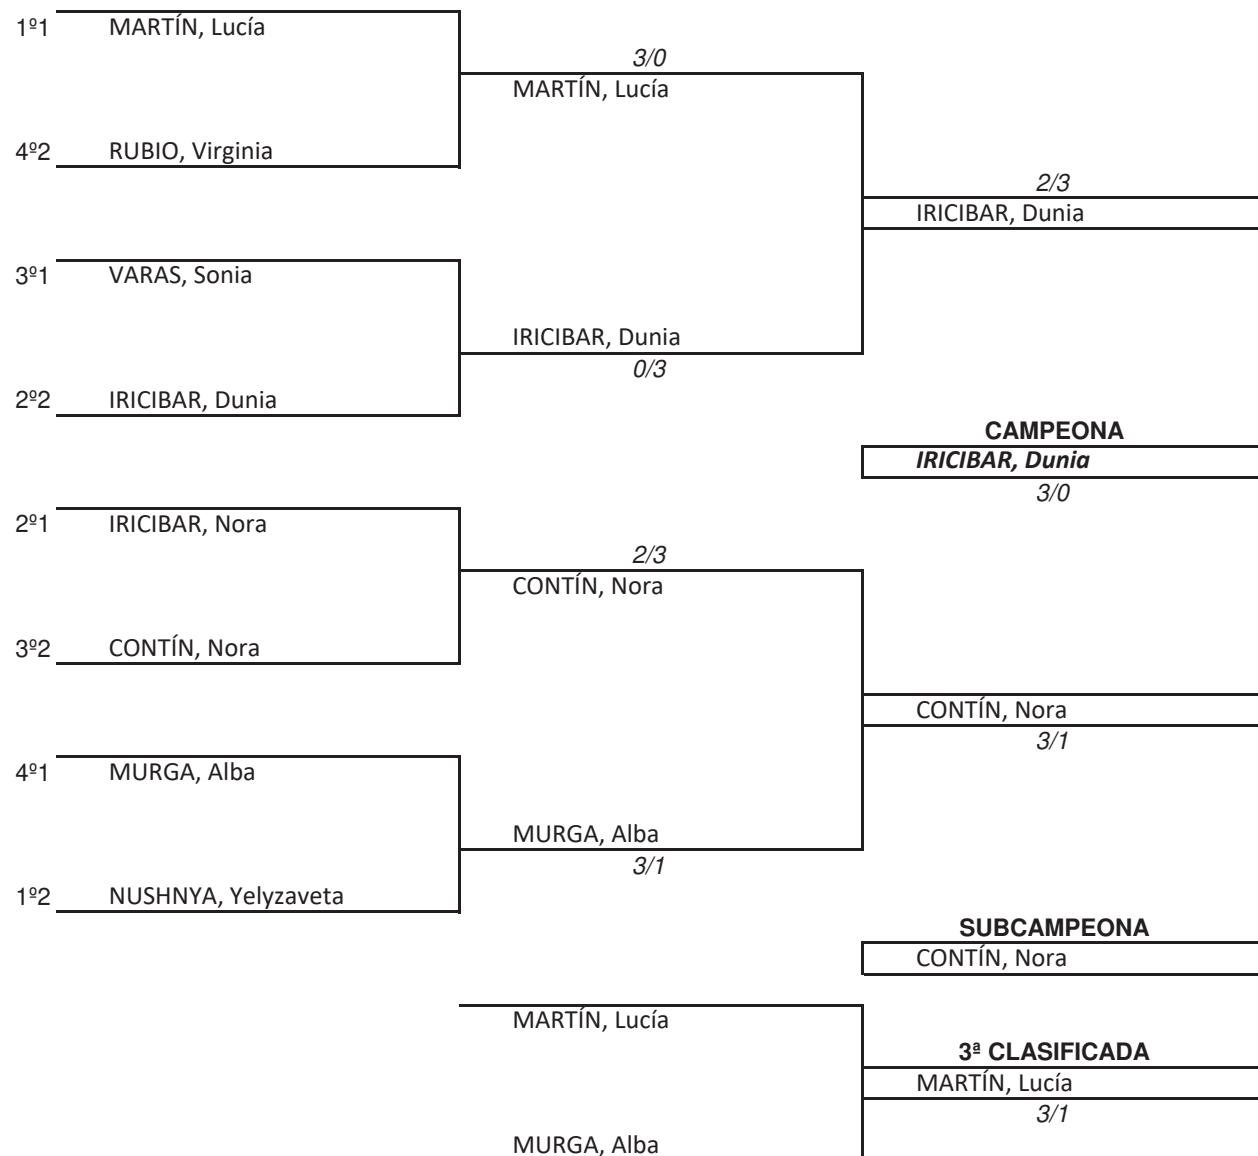 1º1 MARTÍN, Lucía
3/0
MARTÍN, Lucía
4º2 RUBIO, Virginia
2/3
IRICIBAR, Dunia
3º1 VARAS, Sonia
IRICIBAR, Dunia
0/3
2º2 IRICIBAR, Dunia
CAMPEONA
IRICIBAR, Dunia
3/0
2º1 IRICIBAR, Nora
2/3
CONTÍN, Nora
3º2 CONTÍN, Nora
CONTÍN, Nora
3/1
4º1 MURGA, Alba
MURGA, Alba
3/1
1º2 NUSHNYA, Yelyzaveta
SUBCAMPEONA
CONTÍN, Nora
MARTÍN, Lucía
3ª CLASIFICADA
MARTÍN, Lucía
3/1
MURGA, Alba